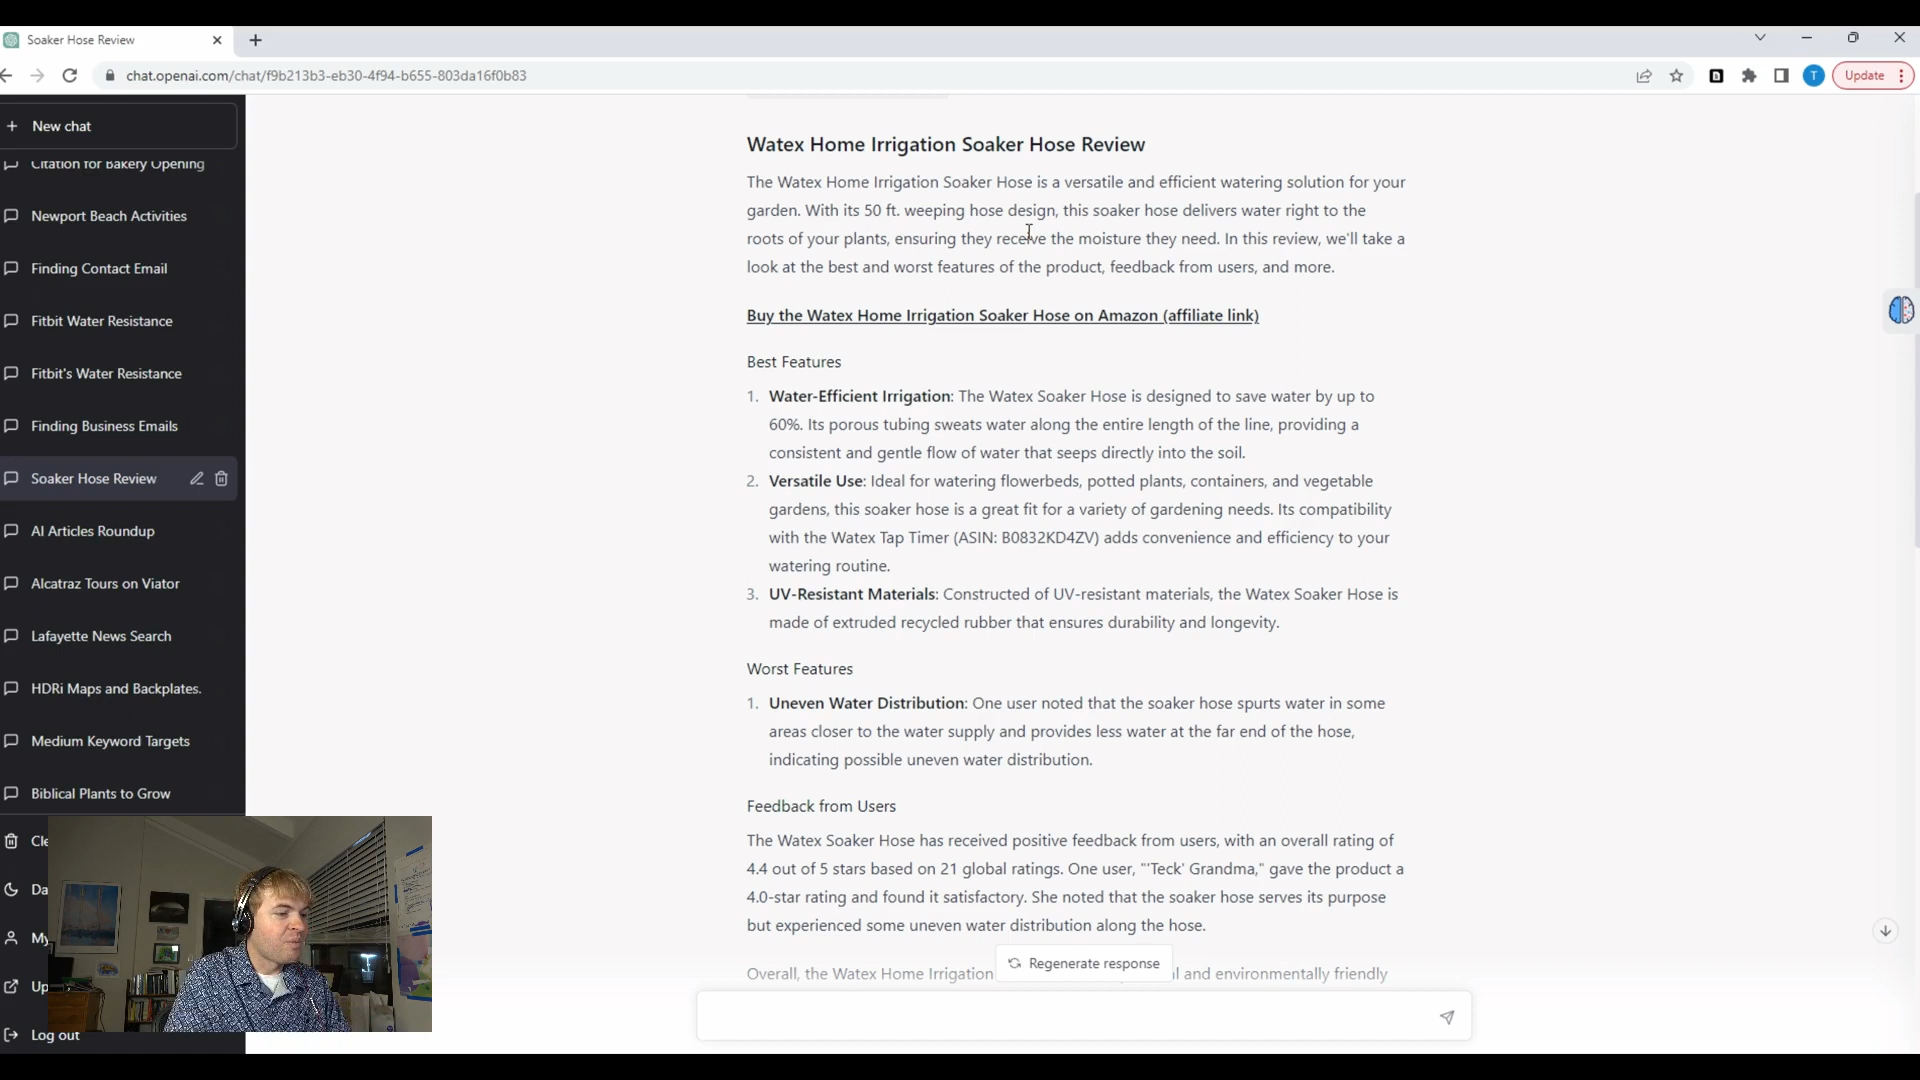 Soaker Hose Review
chat.openai.com/chat/f9b213b3-eb30-4f94-b655-803da16f0b83
T
Update
New chat
Citation for Bakery Opening
Newport Beach Activities
Finding Contact Email
Fitbit Water Resistance
Fitbit's Water Resistance
Finding Business Emails
Soaker Hose Review
AI Articles Roundup
Alcatraz Tours on Viator
Lafayette News Search
HDRi Maps and Backplates.
Medium Keyword Targets
Biblical Plants to Grow
Cle
Da
My
Up
Log out
Watex Home Irrigation Soaker Hose Review
The Watex Home Irrigation Soaker Hose is a versatile and efficient watering solution for your
garden. With its 50 ft. weeping hose design, this soaker hose delivers water right to the
roots of your plants, ensuring they receive the moisture they need. In this review, we'll take a
look at the best and worst features of the product, feedback from users, and more.
Buy the Watex Home Irrigation Soaker Hose on Amazon (affiliate link)
Best Features
1. Water-Efficient Irrigation: The Watex Soaker Hose is designed to save water by up to
60%. Its porous tubing sweats water along the entire length of the line, providing a
consistent and gentle flow of water that seeps directly into the soil.
2. Versatile Use: Ideal for watering flowerbeds, potted plants, containers, and vegetable
gardens, this soaker hose is a great fit for a variety of gardening needs. Its compatibility
with the Watex Tap Timer (ASIN: B0832KD4ZV) adds convenience and efficiency to your
watering routine.
3. UV-Resistant Materials: Constructed of UV-resistant materials, the Watex Soaker Hose is
made of extruded recycled rubber that ensures durability and longevity.
Worst Features
1. Uneven Water Distribution: One user noted that the soaker hose spurts water in some
areas closer to the water supply and provides less water at the far end of the hose,
indicating possible uneven water distribution.
Feedback from Users
The Watex Soaker Hose has received positive feedback from users, with an overall rating of
4.4 out of 5 stars based on 21 global ratings. One user, "'Teck' Grandma," gave the product a
4.0-star rating and found it satisfactory. She noted that the soaker hose serves its purpose
but experienced some uneven water distribution along the hose.
Overall, the Watex Home Irrigation l and environmentally friendly
Regenerate response